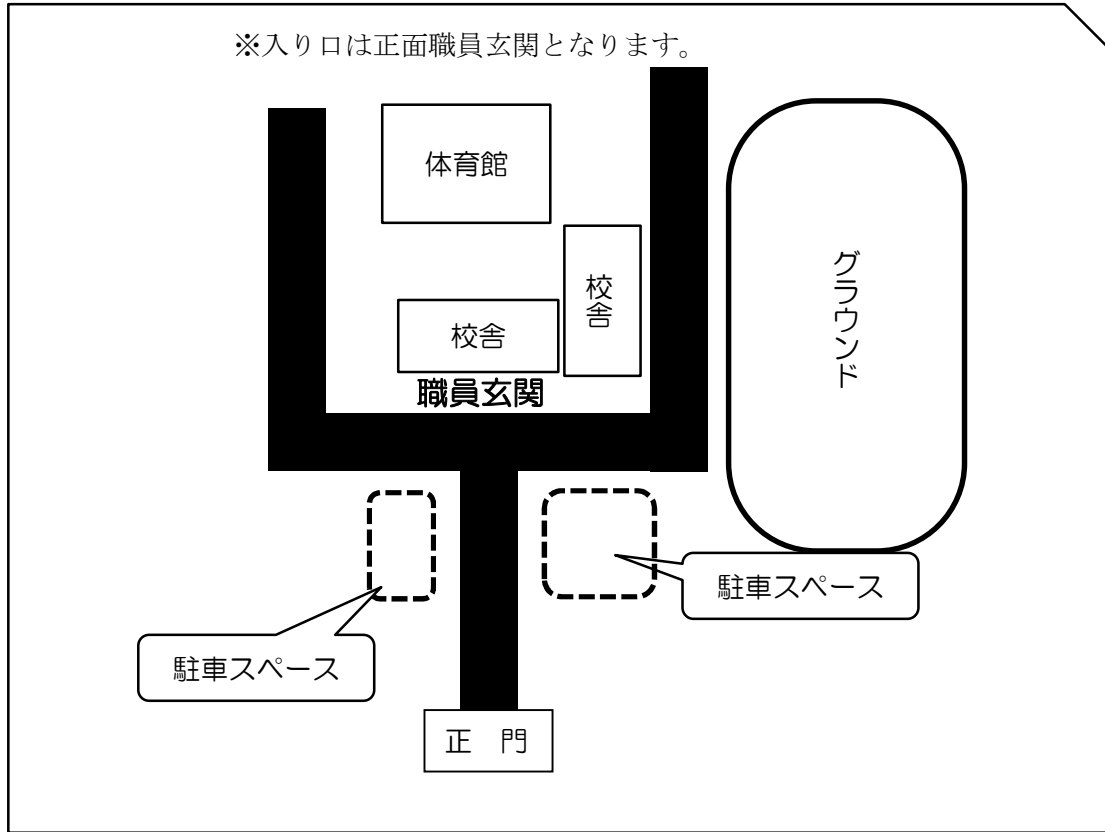 ※入り口は正面職員玄関となります。
体育館
校舎
校舎
職員玄関
グラウンド
駐車スペース
駐車スペース
正　門